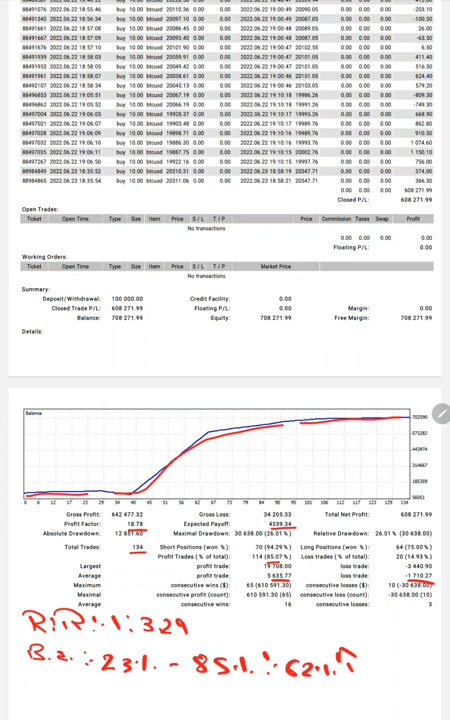 -203.10
88491340 2022.06.22 18:56:34 buy 10.00 btcusd 20097.10 0.00 0.00 2022.06.22 19:00:48 20087.05 0.00 0.00 0.00 -100.50
88491661 2022.06.22 18:57:08 buy 10.00 btcusd 20086.45 0.00 0.00 2022.06.22 19:00:48 20089.05 0.00 0.00 0.00 26.00
88491667 2022.06.22 18:57:09 buy 10.00 btcusd 20093.40 0.00 0.00 2022.06.22 19:00:48 20087.05 0.00 0.00 0.00 -63.50
88491676 2022.06.22 18:57:10 buy 10.00 btcusd 20101.90 0.00 0.00 2022.06.22 19:00:47 20102.55 0.00 0.00 0.00 6.50
88491939 2022.06.22 18:58:03 buy 10.00 btcusd 20059.91 0.00 0.00 2022.06.22 19:00:47 20101.05 0.00 0.00 0.00 411.40
88491953 2022.06.22 18:58:05 buy 10.00 btcusd 20049.42 0.00 0.00 2022.06.22 19:00:46 20101.05 0.00 0.00 0.00 516.30
88491961 2022.06.22 18:58:07 buy 10.00 btcusd 20038.61 0.00 0.00 2022.06.22 19:00:46 20101.05 0.00 0.00 0.00 624.40
88492107 2022.06.22 18:58:34 buy 10.00 btcusd 20045.13 0.00 0.00 2022.06.22 19:00:46 20103.05 0.00 0.00 0.00 579.20
88496853 2022.06.22 19:05:51 buy 10.00 btcusd 20067.19 0.00 0.00 2022.06.22 19:10:18 19986.26 0.00 0.00 0.00 -809.30
88496862 2022.06.22 19:05:52 buy 10.00 btcusd 20066.19 0.00 0.00 2022.06.22 19:10:18 19991.26 0.00 0.00 0.00 -749.30
88497004 2022.06.22 19:06:05 buy 10.00 btcusd 19928.37 0.00 0.00 2022.06.22 19:10:17 19995.26 0.00 0.00 0.00 668.90
88497021 2022.06.22 19:06:07 buy 10.00 btcusd 19903.48 0.00 0.00 2022.06.22 19:10:17 19989.76 0.00 0.00 0.00 862.80
88497028 2022.06.22 19:06:09 buy 10.00 btcusd 19898.71 0.00 0.00 2022.06.22 19:10:16 19989.76 0.00 0.00 0.00 910.50
88497032 2022.06.22 19:06:10 buy 10.00 btcusd 19886.30 0.00 0.00 2022.06.22 19:10:16 19993.76 0.00 0.00 0.00 1 074.60
88497035 2022.06.22 19:06:11 buy 10.00 btcusd 19887.75 0.00 0.00 2022.06.22 19:10:15 20002.76 0.00 0.00 0.00 1 150.10
88497267 2022.06.22 19:06:50 buy 10.00 btcusd 19922.16 0.00 0.00 2022.06.22 19:10:15 19997.76 0.00 0.00 0.00 756.00
88984849 2022.06.22 23:35:52 buy 10.00 btcusd 20310.31 0.00 0.00 2022.06.23 18:58:19 20347.71 0.00 0.00 0.00 374.00
88984865 2022.06.22 23:35:54 buy 10.00 btcusd 20311.06 0.00 0.00 2022.06.23 18:58:21 20347.71 0.00 0.00 0.00 366.50
0.00 0.00 0.00 608 271.99
Closed P/L: 608 271.99
Open Trades:
Ticket Open Time Type Size Item Price S / L T / P Price Commission Taxes Swap Profit
No transactions
0.00 0.00 0.00 0.00
Floating P/L: 0.00
Working Orders:
Ticket Open Time Type Size Item Price S / L T / P Market Price
No transactions
Summary:
Deposit/Withdrawal: 100 000.00 Credit Facility: 0.00
Closed Trade P/L: 608 271.99 Floating P/L: 0.00 Margin: 0.00
Balance: 708 271.99 Equity: 708 271.99 Free Margin: 708 271.99
Details:
Balance
702590
573282
443974
314667
185359
56051
0 6 12 17 23 29 34 40 45 51 56 62 67 73 79 84 90 95 101 106 112 118 123 129 134
Gross Profit: 642 477.32 Gross Loss: 34 205.33 Total Net Profit: 608 271.99
Profit Factor: 18.78 Expected Payoff: 4539.34
Absolute Drawdown: 12 851.60 Maximal Drawdown: 30 638.00 (26.01%) Relative Drawdown: 26.01% (30 638.00)
Total Trades: 134 Short Positions (won %): 70 (94.29%) Long Positions (won %): 64 (75.00%)
Profit Trades (% of total): 114 (85.07%) Loss trades (% of total): 20 (14.93%)
Largest profit trade: 19 708.00 loss trade: -3 440.90
Average profit trade: 5 635.77 loss trade: -1 710.27
Maximum consecutive wins ($): 65 (610 591.30) consecutive losses ($): 10 (-30 638.00)
Maximal consecutive profit (count): 610 591.30 (65) consecutive loss (count): -30 638.00 (10)
Average consecutive wins: 16 consecutive losses: 3
R:R:-1:3.29
B.z. :- 23%. - 85%. : 62%.↑